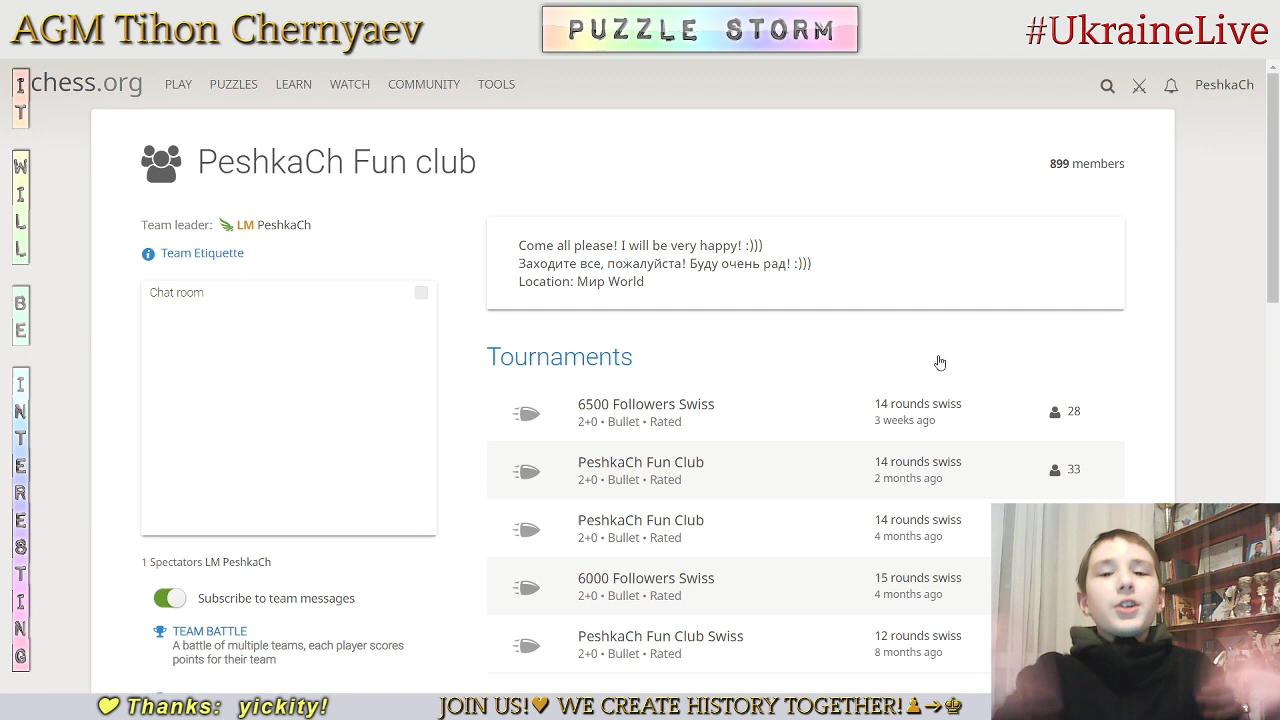 AGM Tihon Chernyaev
PUZZLE STORM
#UkraineLive
IT WILL BE INTERESTING
chess.org
PLAY
PUZZLES
LEARN
WATCH
COMMUNITY
TOOLS
PeshkaCh
PeshkaCh Fun club
899 members
Team leader: LM PeshkaCh
Team Etiquette
Come all please! I will be very happy! :)))
Заходите все, пожалуйста! Буду очень рад! :)))
Location: Мир World
Chat room
Tournaments
6500 Followers Swiss
2+0 • Bullet • Rated
14 rounds swiss
3 weeks ago
28
PeshkaCh Fun Club
2+0 • Bullet • Rated
14 rounds swiss
2 months ago
33
PeshkaCh Fun Club
2+0 • Bullet • Rated
14 rounds swiss
4 months ago
6000 Followers Swiss
2+0 • Bullet • Rated
15 rounds swiss
4 months ago
PeshkaCh Fun Club Swiss
2+0 • Bullet • Rated
12 rounds swiss
8 months ago
1 Spectators LM PeshkaCh
Subscribe to team messages
TEAM BATTLE
A battle of multiple teams, each player scores
points for their team
Thanks: yickity!
JOIN US!🧡 WE CREATE HISTORY TOGETHER!♟→♚